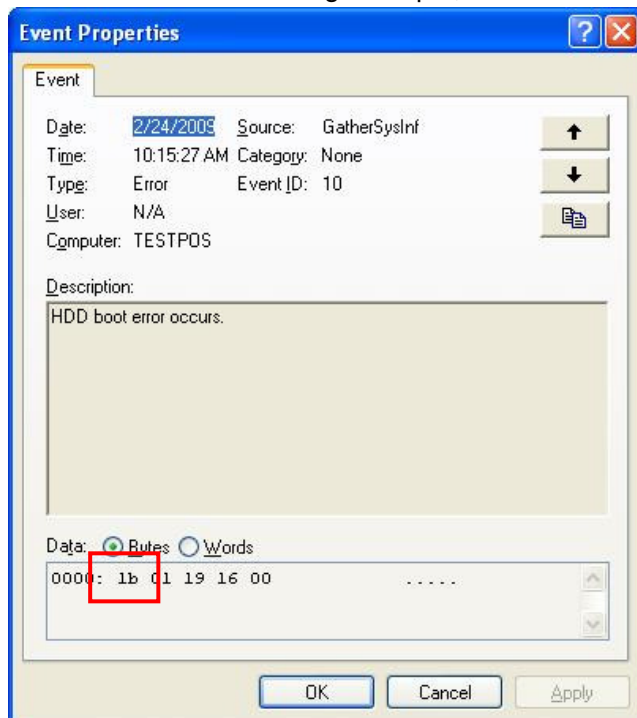 Event Properties
Event
Date: 2/24/2009 Source: GatherSysInf
Time: 10:15:27 AM Category: None
Type: Error Event ID: 10
User: N/A
Computer: TESTPOS
Description:
HDD boot error occurs.
Data: Bytes Words
0000: 1b 01 19 16 00 .....
OK Cancel Apply